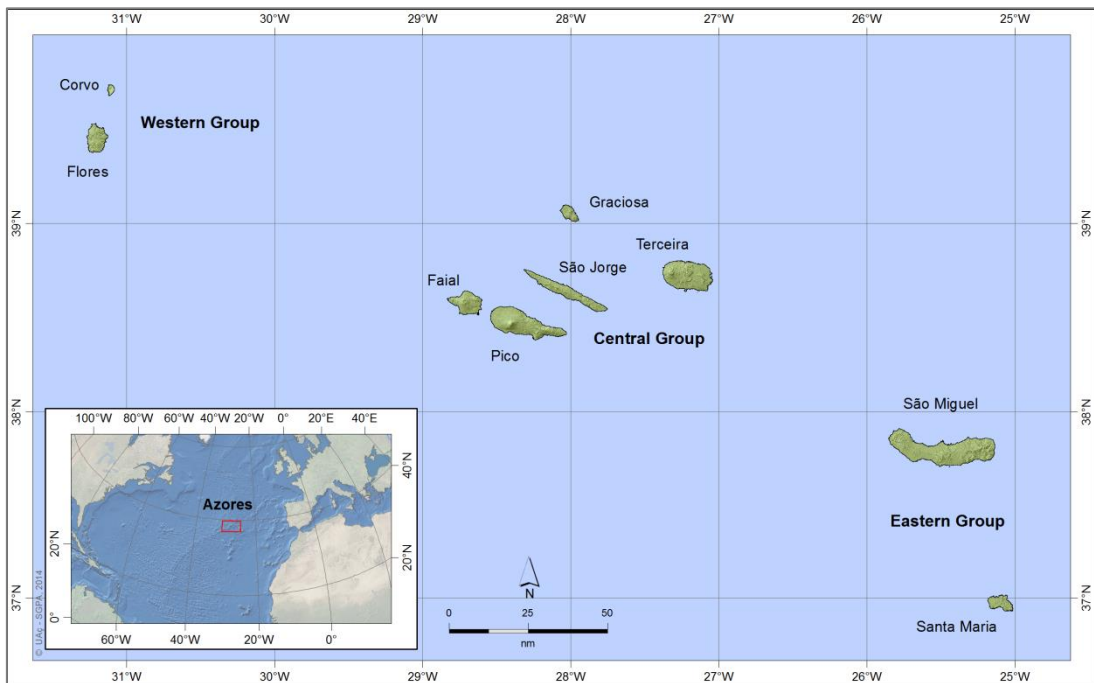 31°W 30°W 29°W 28°W 27°W 26°W 25°W
Corvo
Western Group
Flores
Graciosa
39°N 39°N
Terceira
São Jorge
Faial
Central Group
Pico
38°N 38°N
São Miguel
Eastern Group
37°N 37°N
Santa Maria
100°W 80°W 60°W 40°W 20°W 0° 20°E 40°E
40°N
Azores
20°N 20°N
0°
60°W 40°W 20°W 0°
© UAç - SGPA, 2014
N
0 25 50
nm
31°W 30°W 29°W 28°W 27°W 26°W 25°W